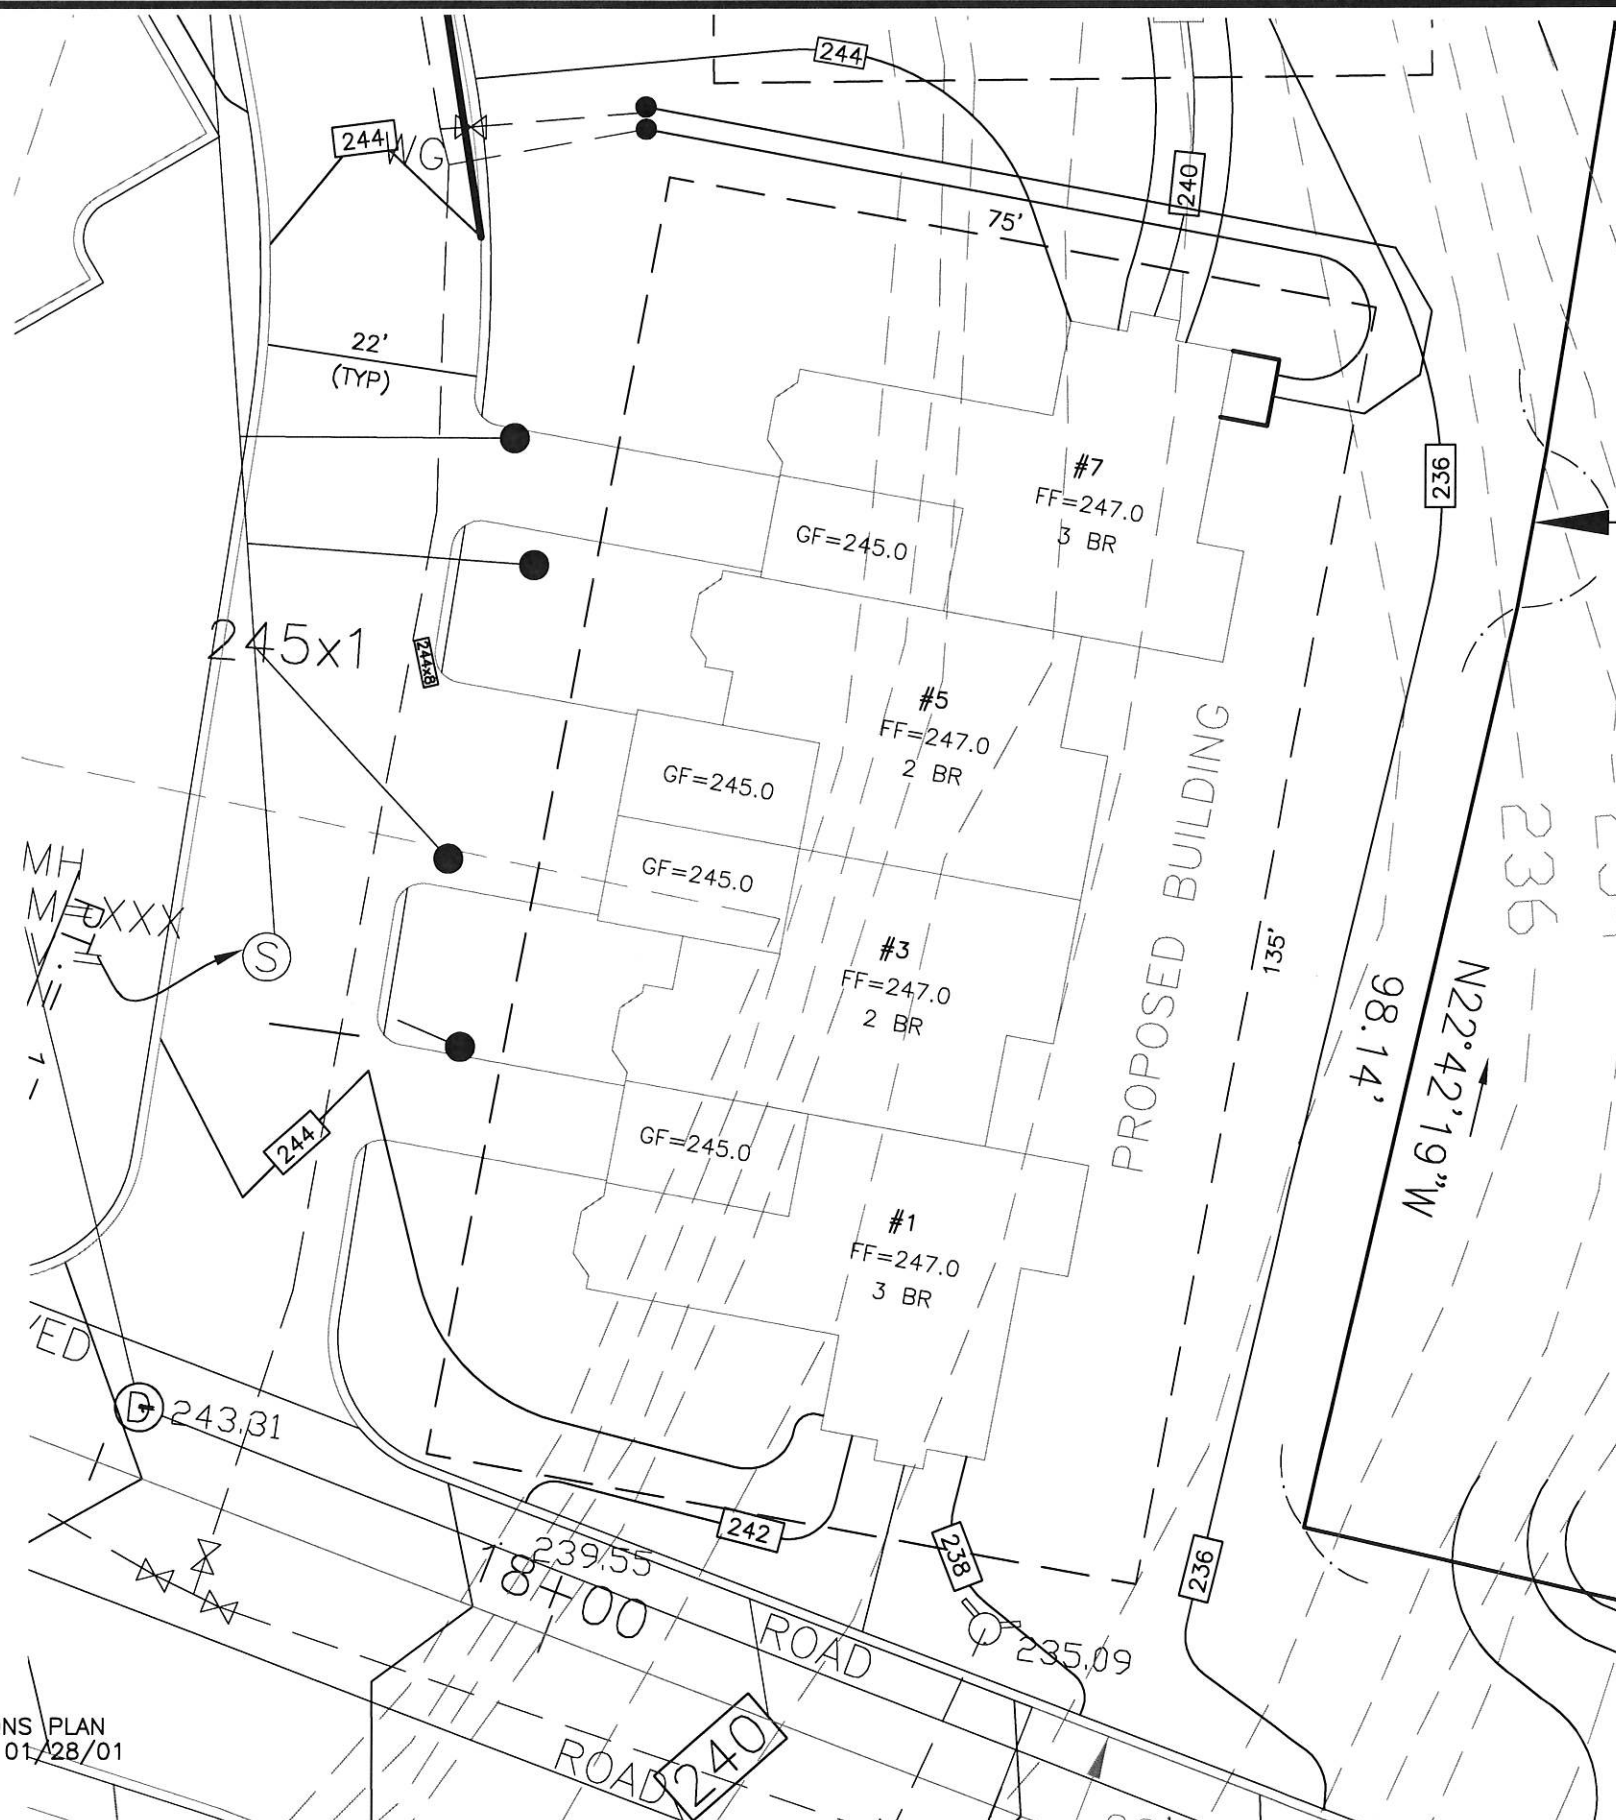 244
244
WG
240
75'
22'
(TYP)
236
#7
FF=247.0
3 BR
GF=245.0
245x1
244x8
#5
FF=247.0
2 BR
GF=245.0
PROPOSED BUILDING
236
GF=245.0
MH
XXX
S
#3
FF=247.0
2 BR
135'
98.14'
N22°42'19"W
244
GF=245.0
#1
FF=247.0
3 BR
D
243.31
242
239.55
18+00
238
236
ROAD
235.09
ROAD
240
NS PLAN
01/28/01